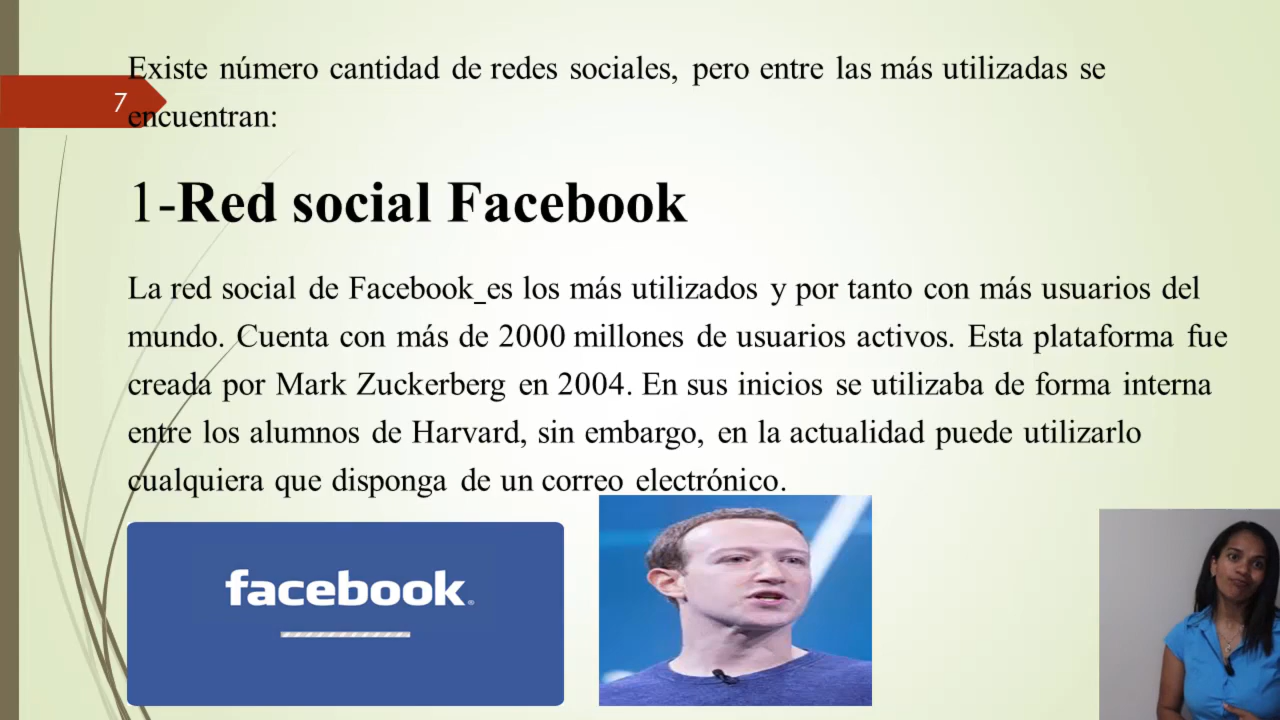 Existe número cantidad de redes sociales, pero entre las más utilizadas se
7
encuentran:
1-Red social Facebook
La red social de Facebook_es los más utilizados y por tanto con más usuarios del
mundo. Cuenta con más de 2000 millones de usuarios activos. Esta plataforma fue
creada por Mark Zuckerberg en 2004. En sus inicios se utilizaba de forma interna
entre los alumnos de Harvard, sin embargo, en la actualidad puede utilizarlo
cualquiera que disponga de un correo electrónico.
facebook®